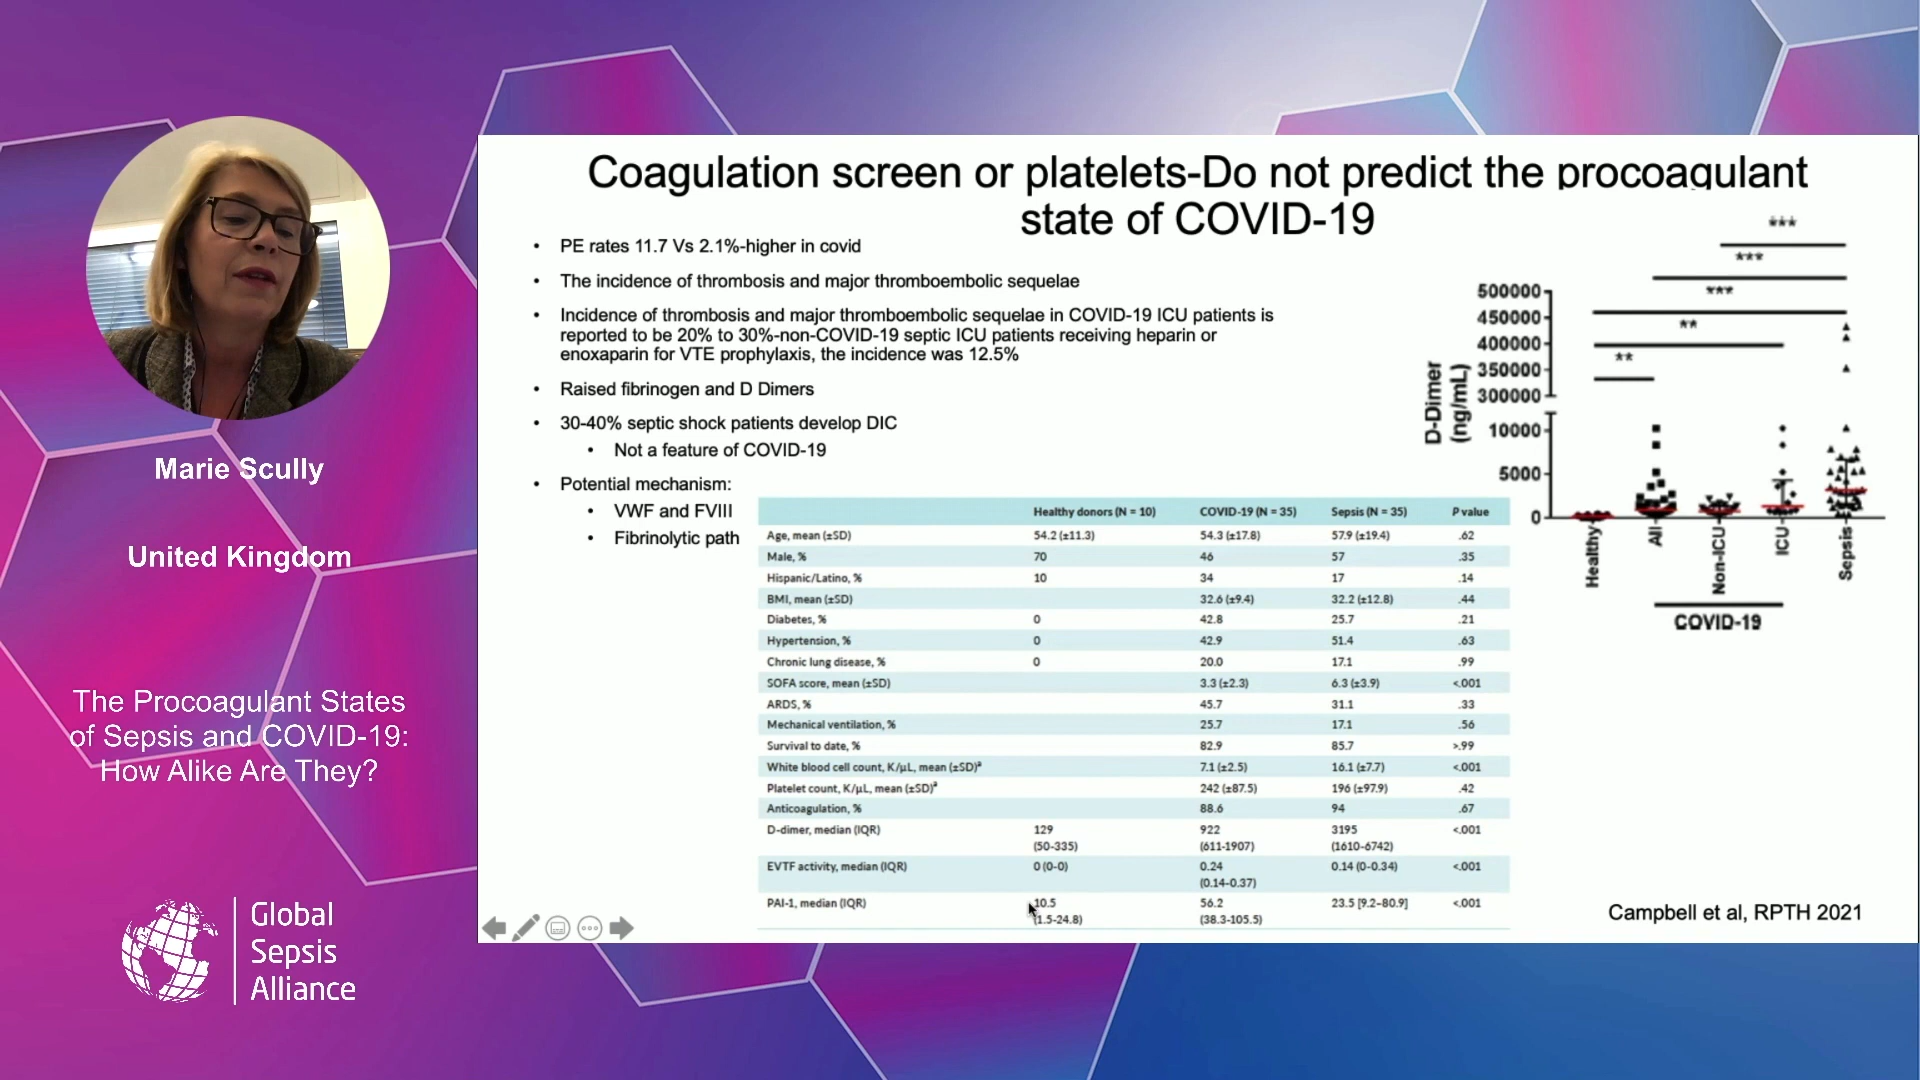 Marie Scully
United Kingdom
The Procoagulant States
of Sepsis and COVID-19:
How Alike Are They?
Global
Sepsis
Alliance
Coagulation screen or platelets-Do not predict the procoagulant
state of COVID-19
• PE rates 11.7 Vs 2.1%-higher in covid
• The incidence of thrombosis and major thromboembolic sequelae
• Incidence of thrombosis and major thromboembolic sequelae in COVID-19 ICU patients is
reported to be 20% to 30%-non-COVID-19 septic ICU patients receiving heparin or
enoxaparin for VTE prophylaxis, the incidence was 12.5%
• Raised fibrinogen and D Dimers
• 30-40% septic shock patients develop DIC
• Not a feature of COVID-19
• Potential mechanism:
• VWF and FVIII
• Fibrinolytic path
Healthy donors (N = 10) COVID-19 (N = 35) Sepsis (N = 35) P value
Age, mean (±SD) 54.2 (±11.3) 54.3 (±17.8) 57.9 (±19.4) .62
Male, % 70 46 57 .35
Hispanic/Latino, % 10 34 17 .14
BMI, mean (±SD) 32.6 (±9.4) 32.2 (±12.8) .44
Diabetes, % 0 42.8 25.7 .21
Hypertension, % 0 42.9 51.4 .63
Chronic lung disease, % 0 20.0 17.1 .99
SOFA score, mean (±SD) 3.3 (±2.3) 6.3 (±3.9) <.001
ARDS, % 45.7 31.1 .33
Mechanical ventilation, % 25.7 17.1 .56
Survival to date, % 82.9 85.7 >.99
White blood cell count, K/μL, mean (±SD)ª 7.1 (±2.5) 16.1 (±7.7) <.001
Platelet count, K/μL, mean (±SD)ª 242 (±87.5) 196 (±97.9) .42
Anticoagulation, % 88.6 94 .67
D-dimer, median (IQR) 129 922 3195 <.001
(50-335) (611-1907) (1610-6742)
EVTF activity, median (IQR) 0 (0-0) 0.24 0.14 (0-0.34) <.001
(0.14-0.37)
PAI-1, median (IQR) 10.5 56.2 23.5 [9.2-80.9] <.001
(1.5-24.8) (38.3-105.5)
***
***
***
**
**
D-Dimer
(ng/mL)
500000
450000
400000
350000
300000
10000
5000
0
Healthy All Non-ICU ICU Sepsis
COVID-19
Campbell et al, RPTH 2021